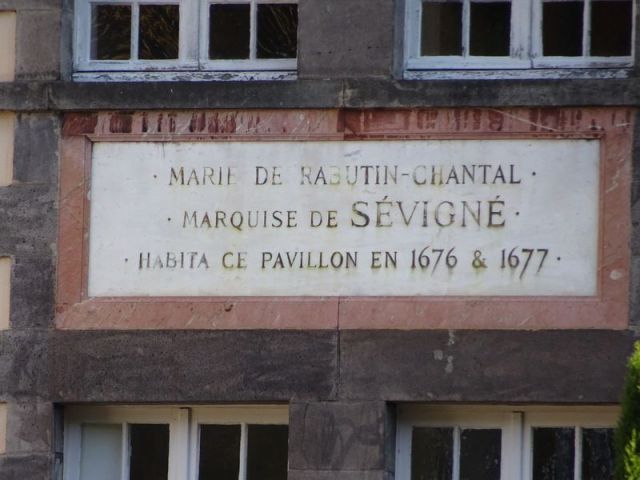 · MARIE DE RABUTIN-CHANTAL ·
· MARQUISE DE SÉVIGNÉ ·
· HABITA CE PAVILLON EN 1676 & 1677 ·